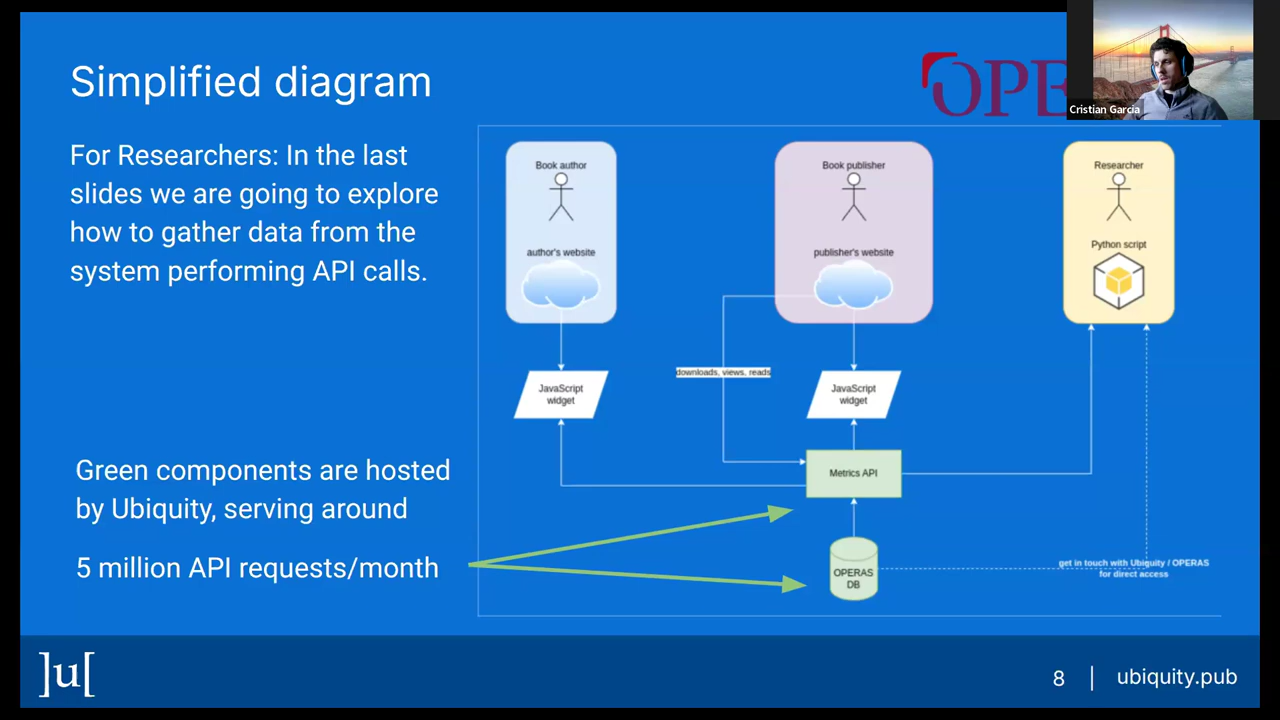 Simplified diagram
OPE
Cristian García
For Researchers: In the last
slides we are going to explore
how to gather data from the
system performing API calls.
Book author
author's website
Book publisher
publisher's website
Researcher
Python script
downloads, views, reads
JavaScript
widget
JavaScript
widget
Metrics API
Green components are hosted
by Ubiquity, serving around
5 million API requests/month
OPERAS
DB
get in touch with Ubiquity / OPERAS
for direct access
]u[
8 | ubiquity.pub